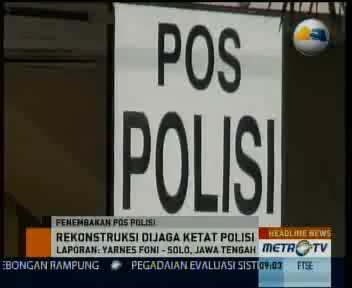 POS
POLISI
PENEMBAKAN POS POLISI
REKONSTRUKSI DIJAGA KETAT POLISI
LAPORAN: YARNES FONI - SOLO, JAWA TENGAH
HEADLINE NEWS
METRO TV
EBONGAN RAMPUNG • PEGADAIAN EVALUASI SIST
09:03
FTSE